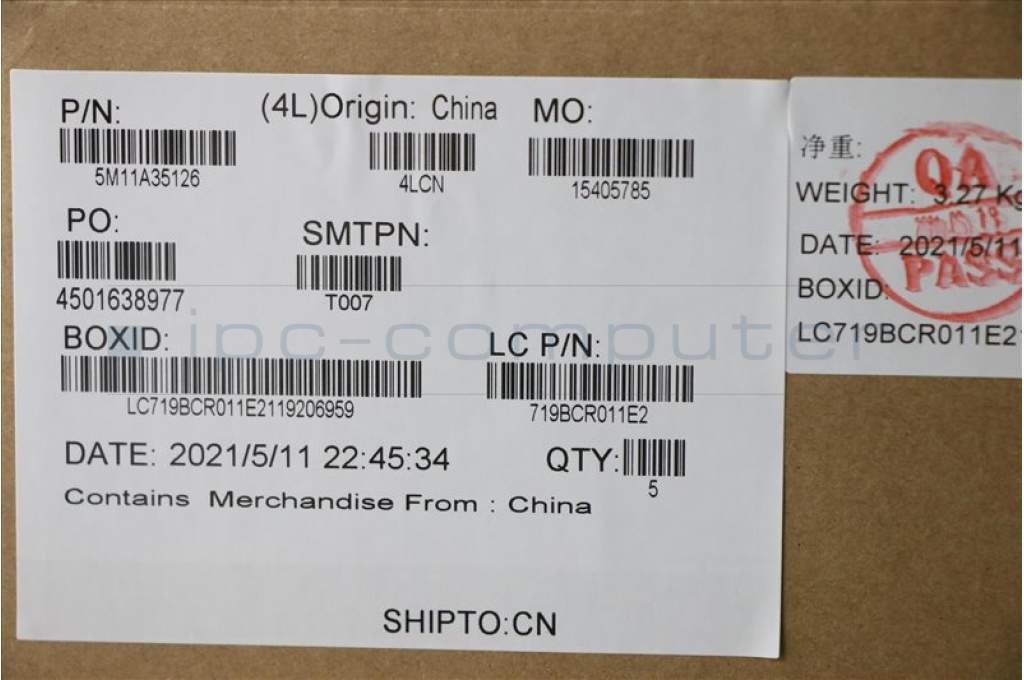 P/N: (4L)Origin: China MO:
5M11A35126 4LCN 15405785
PO: SMTPN:
4501638977 T007
BOXID: LC P/N:
LC719BCR011E2119206959 719BCR011E2
DATE: 2021/5/11 22:45:34 QTY:
5
Contains Merchandise From : China
SHIPTO:CN
净重:
WEIGHT: 3.27 Kg
DATE: 2021/5/11
BOXID:
LC719BCR011E2
QA
PASS
ipc-computer